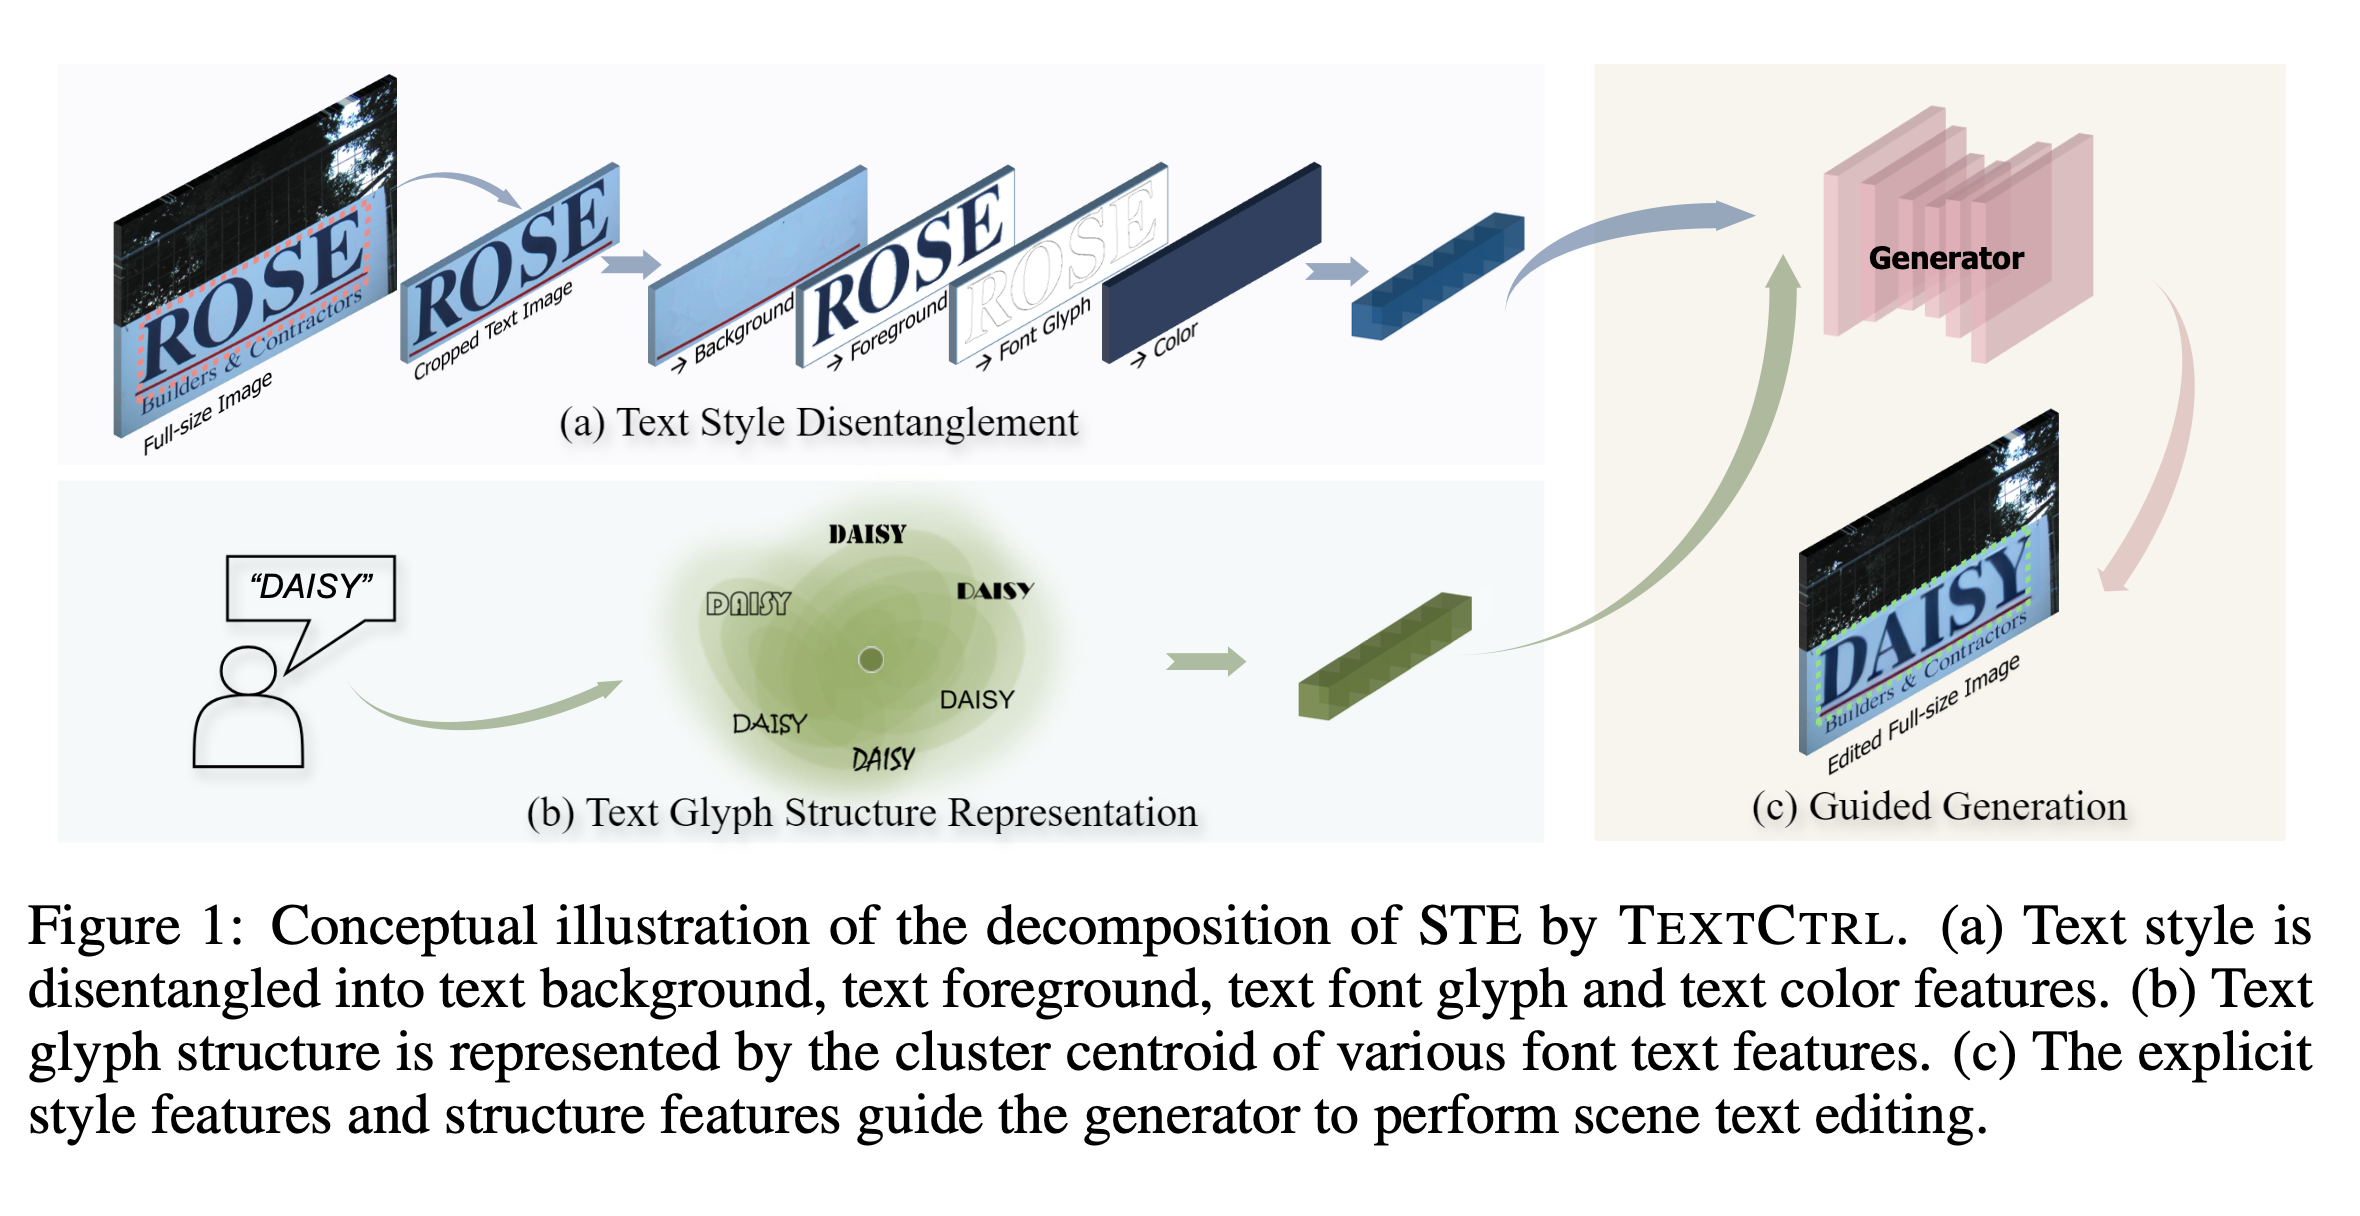 ROSE
Builders & Contractors
Full-size Image
ROSE
Cropped Text Image
→ Background
ROSE
→ Foreground
ROSE
→ Font Glyph
→ Color
(a) Text Style Disentanglement
“DAISY”
DAISY
DAISY
DAISY
DAISY
DAISY
DAISY
(b) Text Glyph Structure Representation
Generator
DAISY
Builders & Contractors
Edited Full-size Image
(c) Guided Generation
Figure 1: Conceptual illustration of the decomposition of STE by TEXTCTRL. (a) Text style is
disentangled into text background, text foreground, text font glyph and text color features. (b) Text
glyph structure is represented by the cluster centroid of various font text features. (c) The explicit
style features and structure features guide the generator to perform scene text editing.